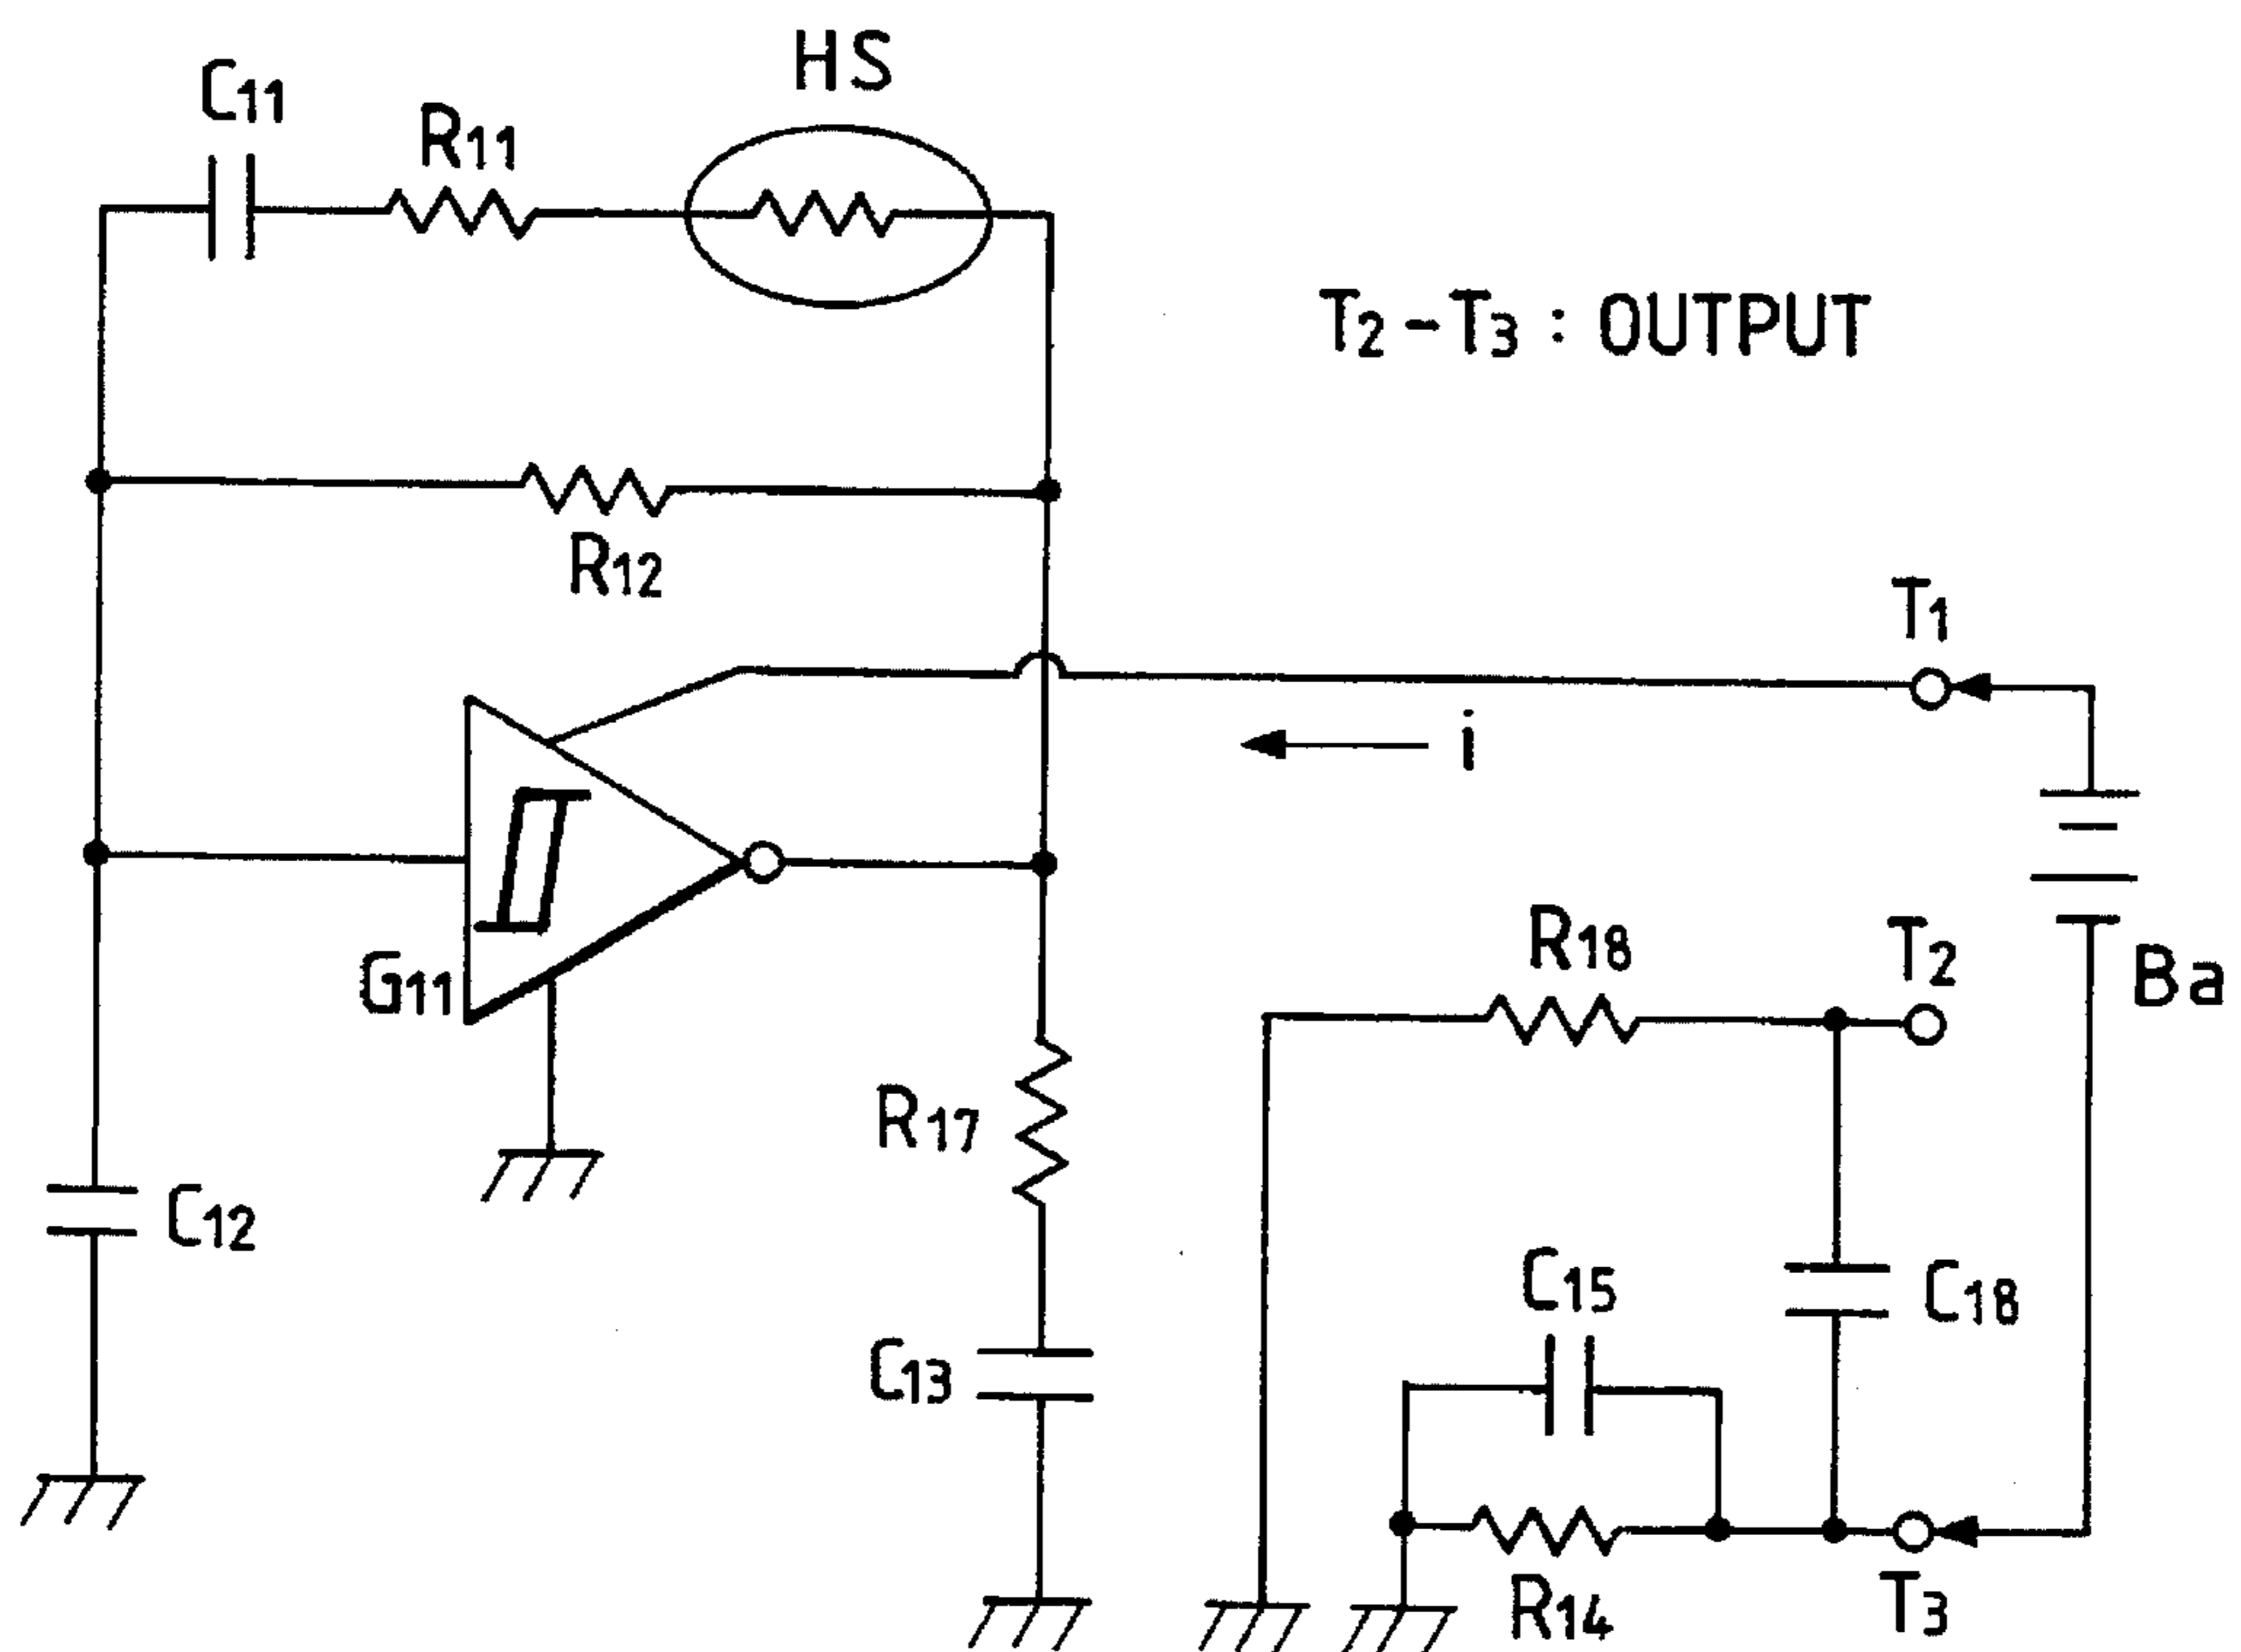 HS
C11
R11
T2-T3 : OUTPUT
R12
T1
i
R18
T2
G11
Ba
R17
C12
C15
C18
C13
R14
T3